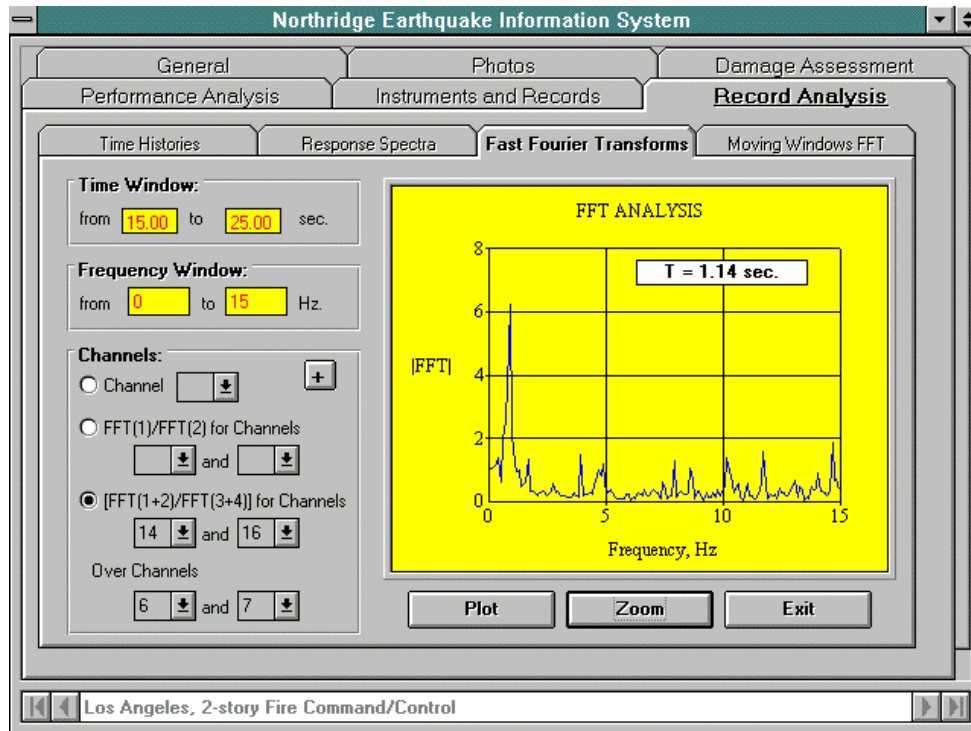 Northridge Earthquake Information System
General Photos Damage Assessment
Performance Analysis Instruments and Records Record Analysis
Time Histories Response Spectra Fast Fourier Transforms Moving Windows FFT
Time Window:
from 15.00 to 25.00 sec.
Frequency Window:
from 0 to 15 Hz.
Channels:
Channel
+
FFT(1)/FFT(2) for Channels
and
[FFT(1+2)/FFT(3+4)] for Channels
14 and 16
Over Channels
6 and 7
FFT ANALYSIS
T = 1.14 sec.
|FFT|
8
6
4
2
0
0 5 10 15
Frequency, Hz
Plot Zoom Exit
Los Angeles, 2-story Fire Command/Control